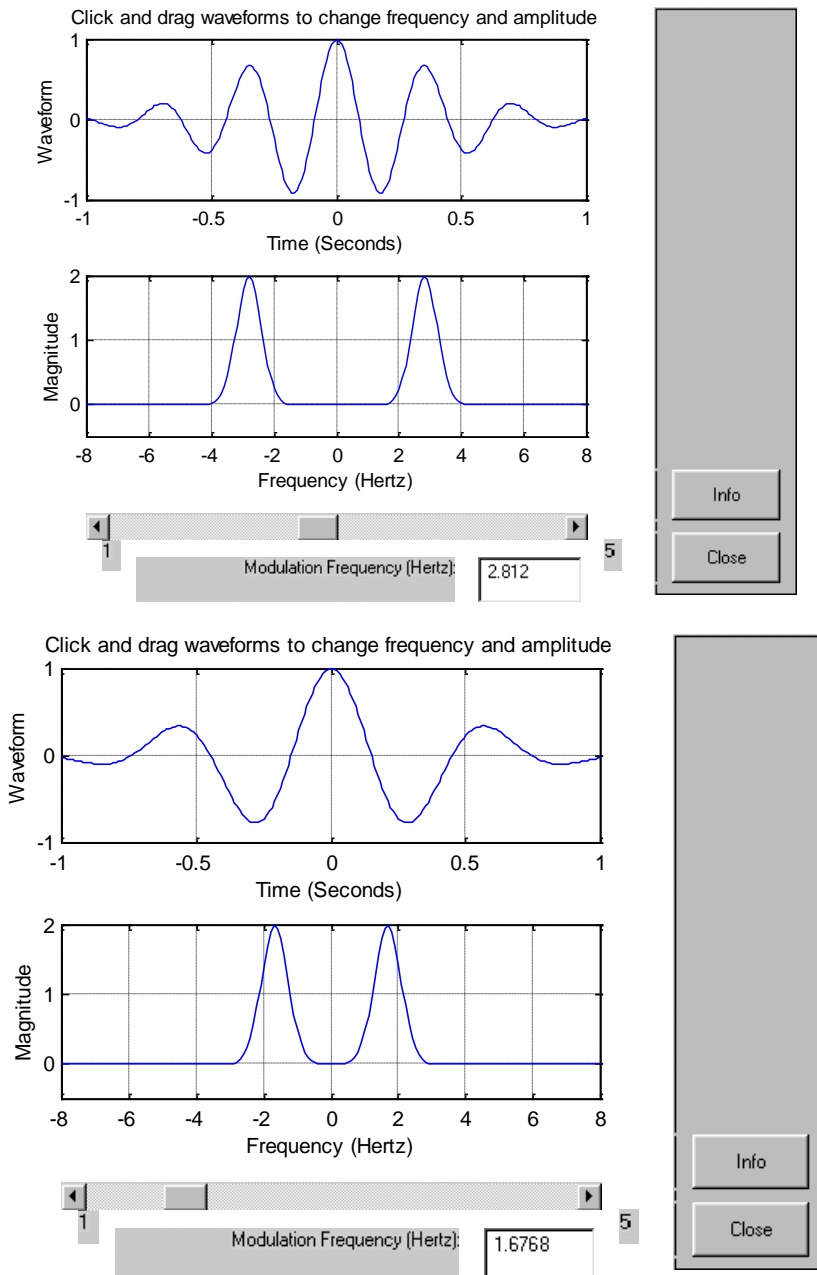 Click and drag waveforms to change frequency and amplitude
1
0
-1
Waveform
-1 -0.5 0 0.5 1
Time (Seconds)
2
1
0
Magnitude
-8 -6 -4 -2 0 2 4 6 8
Frequency (Hertz)
1 5
Modulation Frequency (Hertz): 2.812
Info
Close
Click and drag waveforms to change frequency and amplitude
1
0
-1
Waveform
-1 -0.5 0 0.5 1
Time (Seconds)
2
1
0
Magnitude
-8 -6 -4 -2 0 2 4 6 8
Frequency (Hertz)
1 5
Modulation Frequency (Hertz): 1.6768
Info
Close